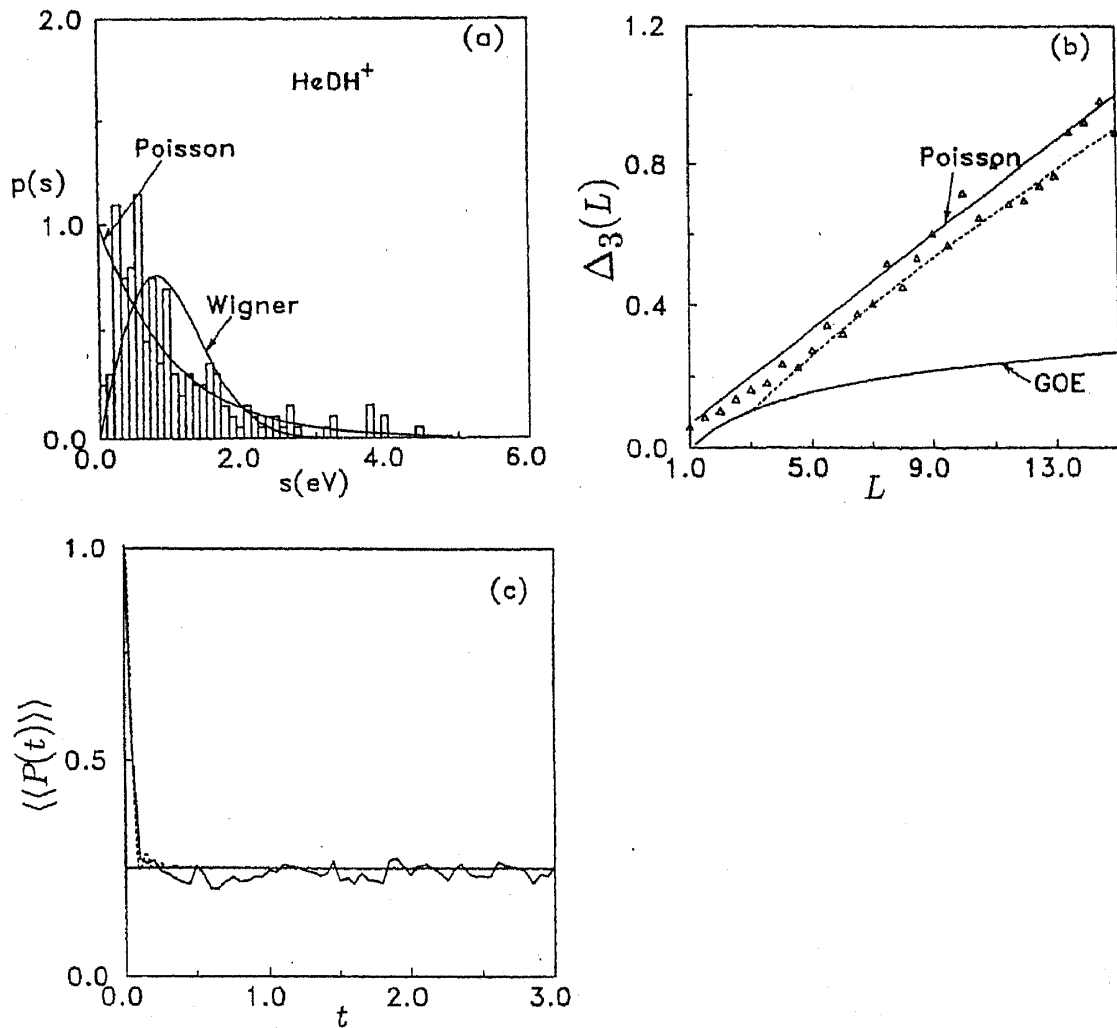 2.0
(a)
HeDH+
Poisson
p(s)
1.0
Wigner
0.0
0.0 2.0 4.0 6.0
s(eV)
1.2
(b)
Poisson
0.8
Δ3(L)
0.4
GOE
0.0
1.0 5.0 9.0 13.0
L
1.0
(c)
⟨⟨P(t)⟩⟩
0.5
0.0
0.0 1.0 2.0 3.0
t